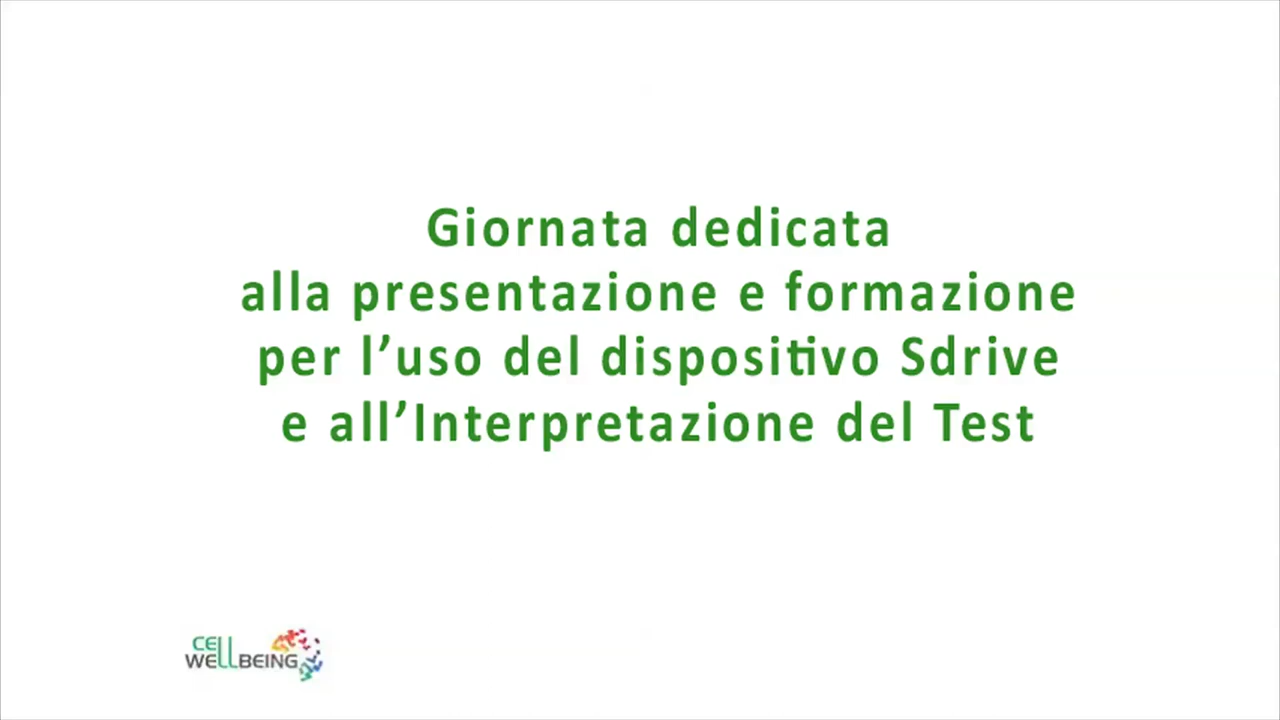 Giornata dedicata
alla presentazione e formazione
per l’uso del dispositivo Sdrive
e all’Interpretazione del Test
CELL
WELLBEING